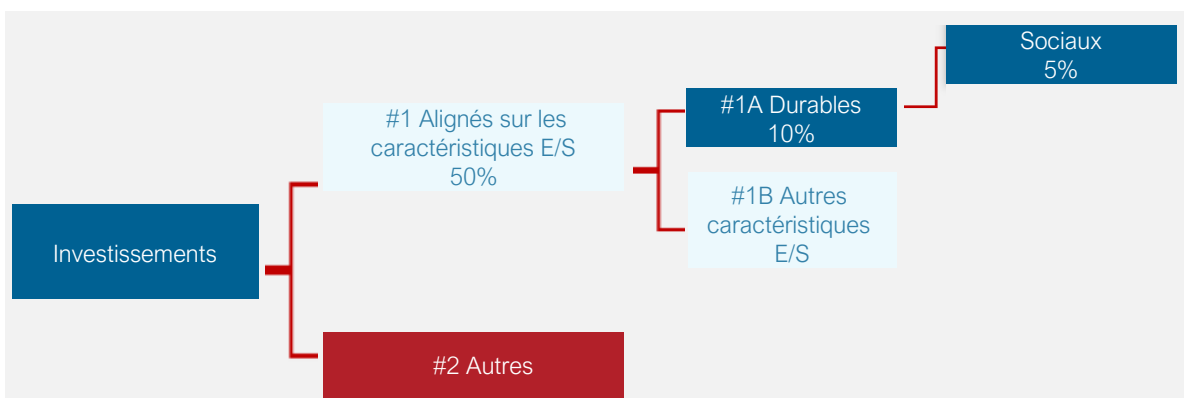 Sociaux
5%
#1A Durables
10%
#1 Alignés sur les
caractéristiques E/S
50%
#1B Autres
caractéristiques
E/S
Investissements
#2 Autres